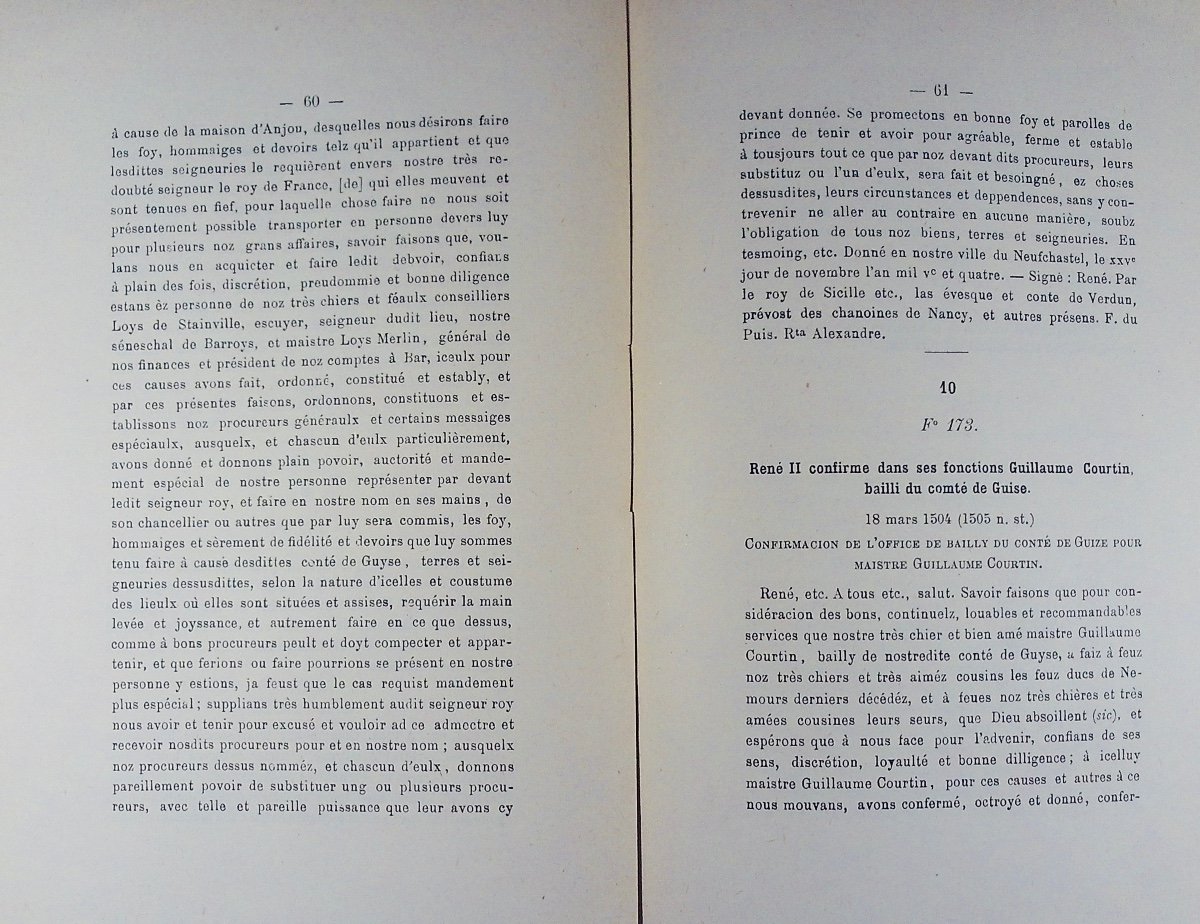 — 60 —
à cause de la maison d'Anjou, desquelles nous désirons faire
les foy, hommaiges et devoirs telz qu'il appartient et que
lesdittes seigneuries le requièrent envers nostre très re-
doubté seigneur le roy de France, [de] qui elles meuvent et
sont tenues en fief, pour laquelle chose faire ne nous soit
présentement possible transporter en personne devers luy
pour plusieurs noz grans affaires, savoir faisons que, vou-
lans nous en acquicter et faire ledit debvoir, confians
à plain des fois, discrétion, preudommie et bonne diligence
estans èz personne de noz très chiers et féaulx conseilliers
Loys de Stainville, escuyer, seigneur dudit lieu, nostre
séneschal de Barroys, et maistre Loys Merlin, général de
nos finances et président de noz comptes à Bar, iceulx pour
ces causes avons fait, ordonné, constitué et estably, et
par ces présentes faisons, ordonnons, constituons et es-
tablissons noz procureurs généraulx et certains messaiges
espéciaulx, ausquelx, et chascun d'eulx particulièrement,
avons donné et donnons plain povoir, auctorité et mande-
ment espécial de nostre personne représenter par devant
ledit seigneur roy, et faire en nostre nom en ses mains, de
son chancellier ou autres que par luy sera commis, les foy,
hommaiges et sèrement de fidélité et devoirs que luy sommes
tenu faire à cause desdittes conté de Guyse, terres et sei-
gneuries dessusdittes, selon la nature d'icelles et coustume
des lieulx où elles sont situées et assises, requérir la main
levée et joyssance, et autrement faire en ce que dessus,
comme à bons procureurs peult et doyt compecter et appar-
tenir, et que ferions ou faire pourrions se présent en nostre
personne y estions, ja feust que le cas requist mandement
plus espécial; supplians très humblement audit seigneur roy
nous avoir et tenir pour excusé et vouloir ad ce admectre et
recevoir nosdits procureurs pour et en nostre nom; ausquelx
noz procureurs dessus nomméz, et chascun d'eulx, donnons
pareillement povoir de substituer ung ou plusieurs procu-
reurs, avec telle et pareille puissance que leur avons cy
— 61 —
devant donnée. Se promectons en bonne foy et parolles de
prince de tenir et avoir pour agréable, ferme et estable
à tousjours tout ce que par noz devant dits procureurs, leurs
substituz ou l'un d'eulx, sera fait et besoingné, ez choses
dessusdites, leurs circunstances et deppendences, sans y con-
trevenir ne aller au contraire en aucune manière, soubz
l'obligation de tous noz biens, terres et seigneuries. En
tesmoing, etc. Donné en nostre ville du Neufchastel, le xxvᵉ
jour de novembre l'an mil vᶜ et quatre. — Signé : René. Par
le roy de Sicille etc., las évesque et conte de Verdun,
prévost des chanoines de Nancy, et autres présens. F. du
Puis. Rᵗᵃ Alexandre.
10
F° 173.
René II confirme dans ses fonctions Guillaume Courtin,
bailli du comté de Guise.
18 mars 1504 (1505 n. st.)
CONFIRMACION DE L'OFFICE DE BAILLY DU CONTÉ DE GUIZE POUR
MAISTRE GUILLAUME COURTIN.
René, etc. A tous etc., salut. Savoir faisons que pour con-
sidéracion des bons, continuelz, louables et recommandables
services que nostre très chier et bien amé maistre Guillaume
Courtin, bailly de nostredite conté de Guyse, a faiz à feuz
noz très chiers et très aiméz cousins les feuz ducs de Ne-
mours derniers décédéz, et à feues noz très chières et très
amées cousines leurs seurs, que Dieu absoillent (sic), et
espérons que à nous face pour l'advenir, confians de ses
sens, discrétion, loyaulté et bonne dilligence; à icelluy
maistre Guillaume Courtin, pour ces causes et autres à ce
nous mouvans, avons confermé, octroyé et donné, confer-